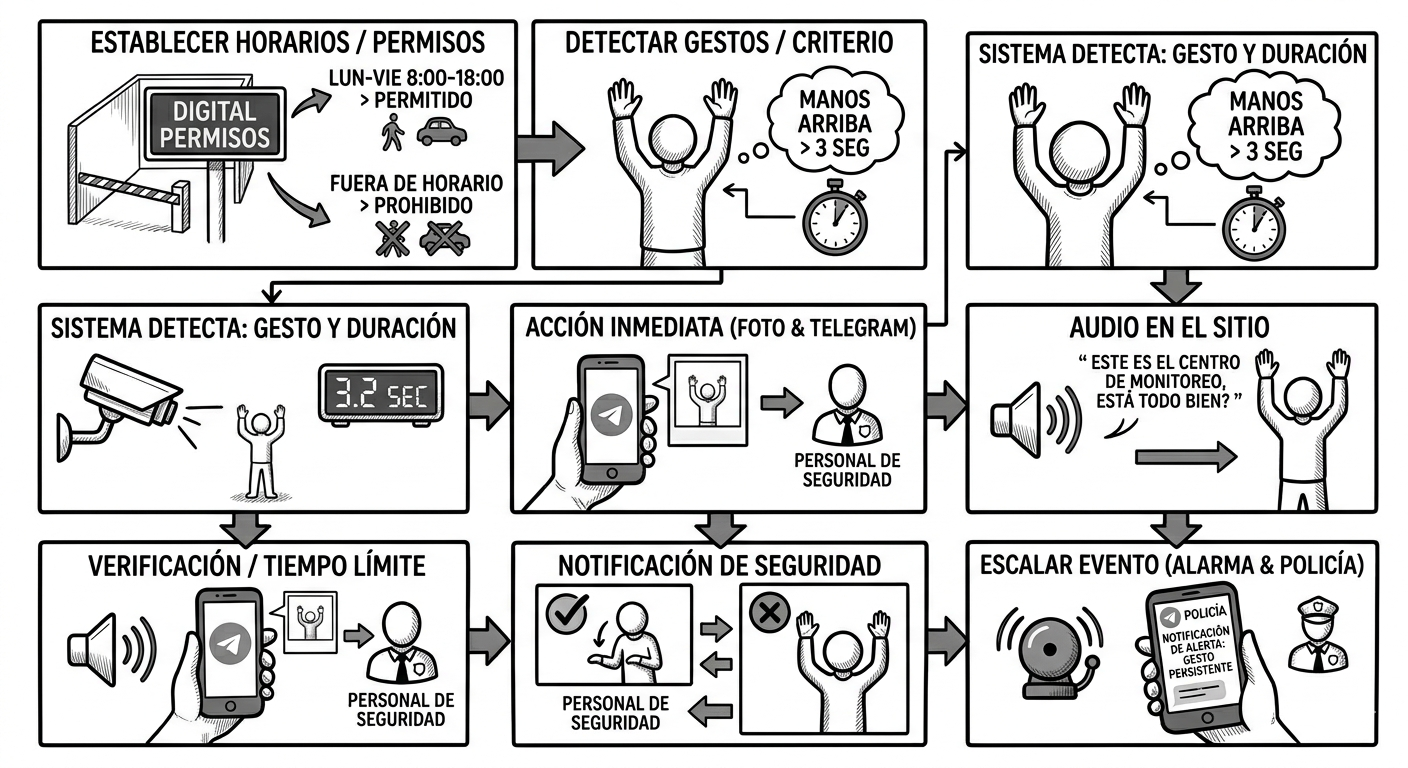 ESTABLECER HORARIOS / PERMISOS
DIGITAL
PERMISOS
LUN-VIE 8:00-18:00
> PERMITIDO
FUERA DE HORARIO
> PROHIBIDO
DETECTAR GESTOS / CRITERIO
MANOS
ARRIBA
> 3 SEG
SISTEMA DETECTA: GESTO Y DURACIÓN
MANOS
ARRIBA
> 3 SEG
SISTEMA DETECTA: GESTO Y DURACIÓN
3.2 SEC
ACCIÓN INMEDIATA (FOTO & TELEGRAM)
PERSONAL DE
SEGURIDAD
AUDIO EN EL SITIO
“ ESTE ES EL CENTRO
DE MONITOREO,
ESTÁ TODO BIEN? ”
VERIFICACIÓN / TIEMPO LÍMITE
PERSONAL DE
SEGURIDAD
NOTIFICACIÓN DE SEGURIDAD
PERSONAL DE
SEGURIDAD
ESCALAR EVENTO (ALARMA & POLICÍA)
POLICÍA
NOTIFICACIÓN
DE ALERTA:
GESTO
PERSISTENTE